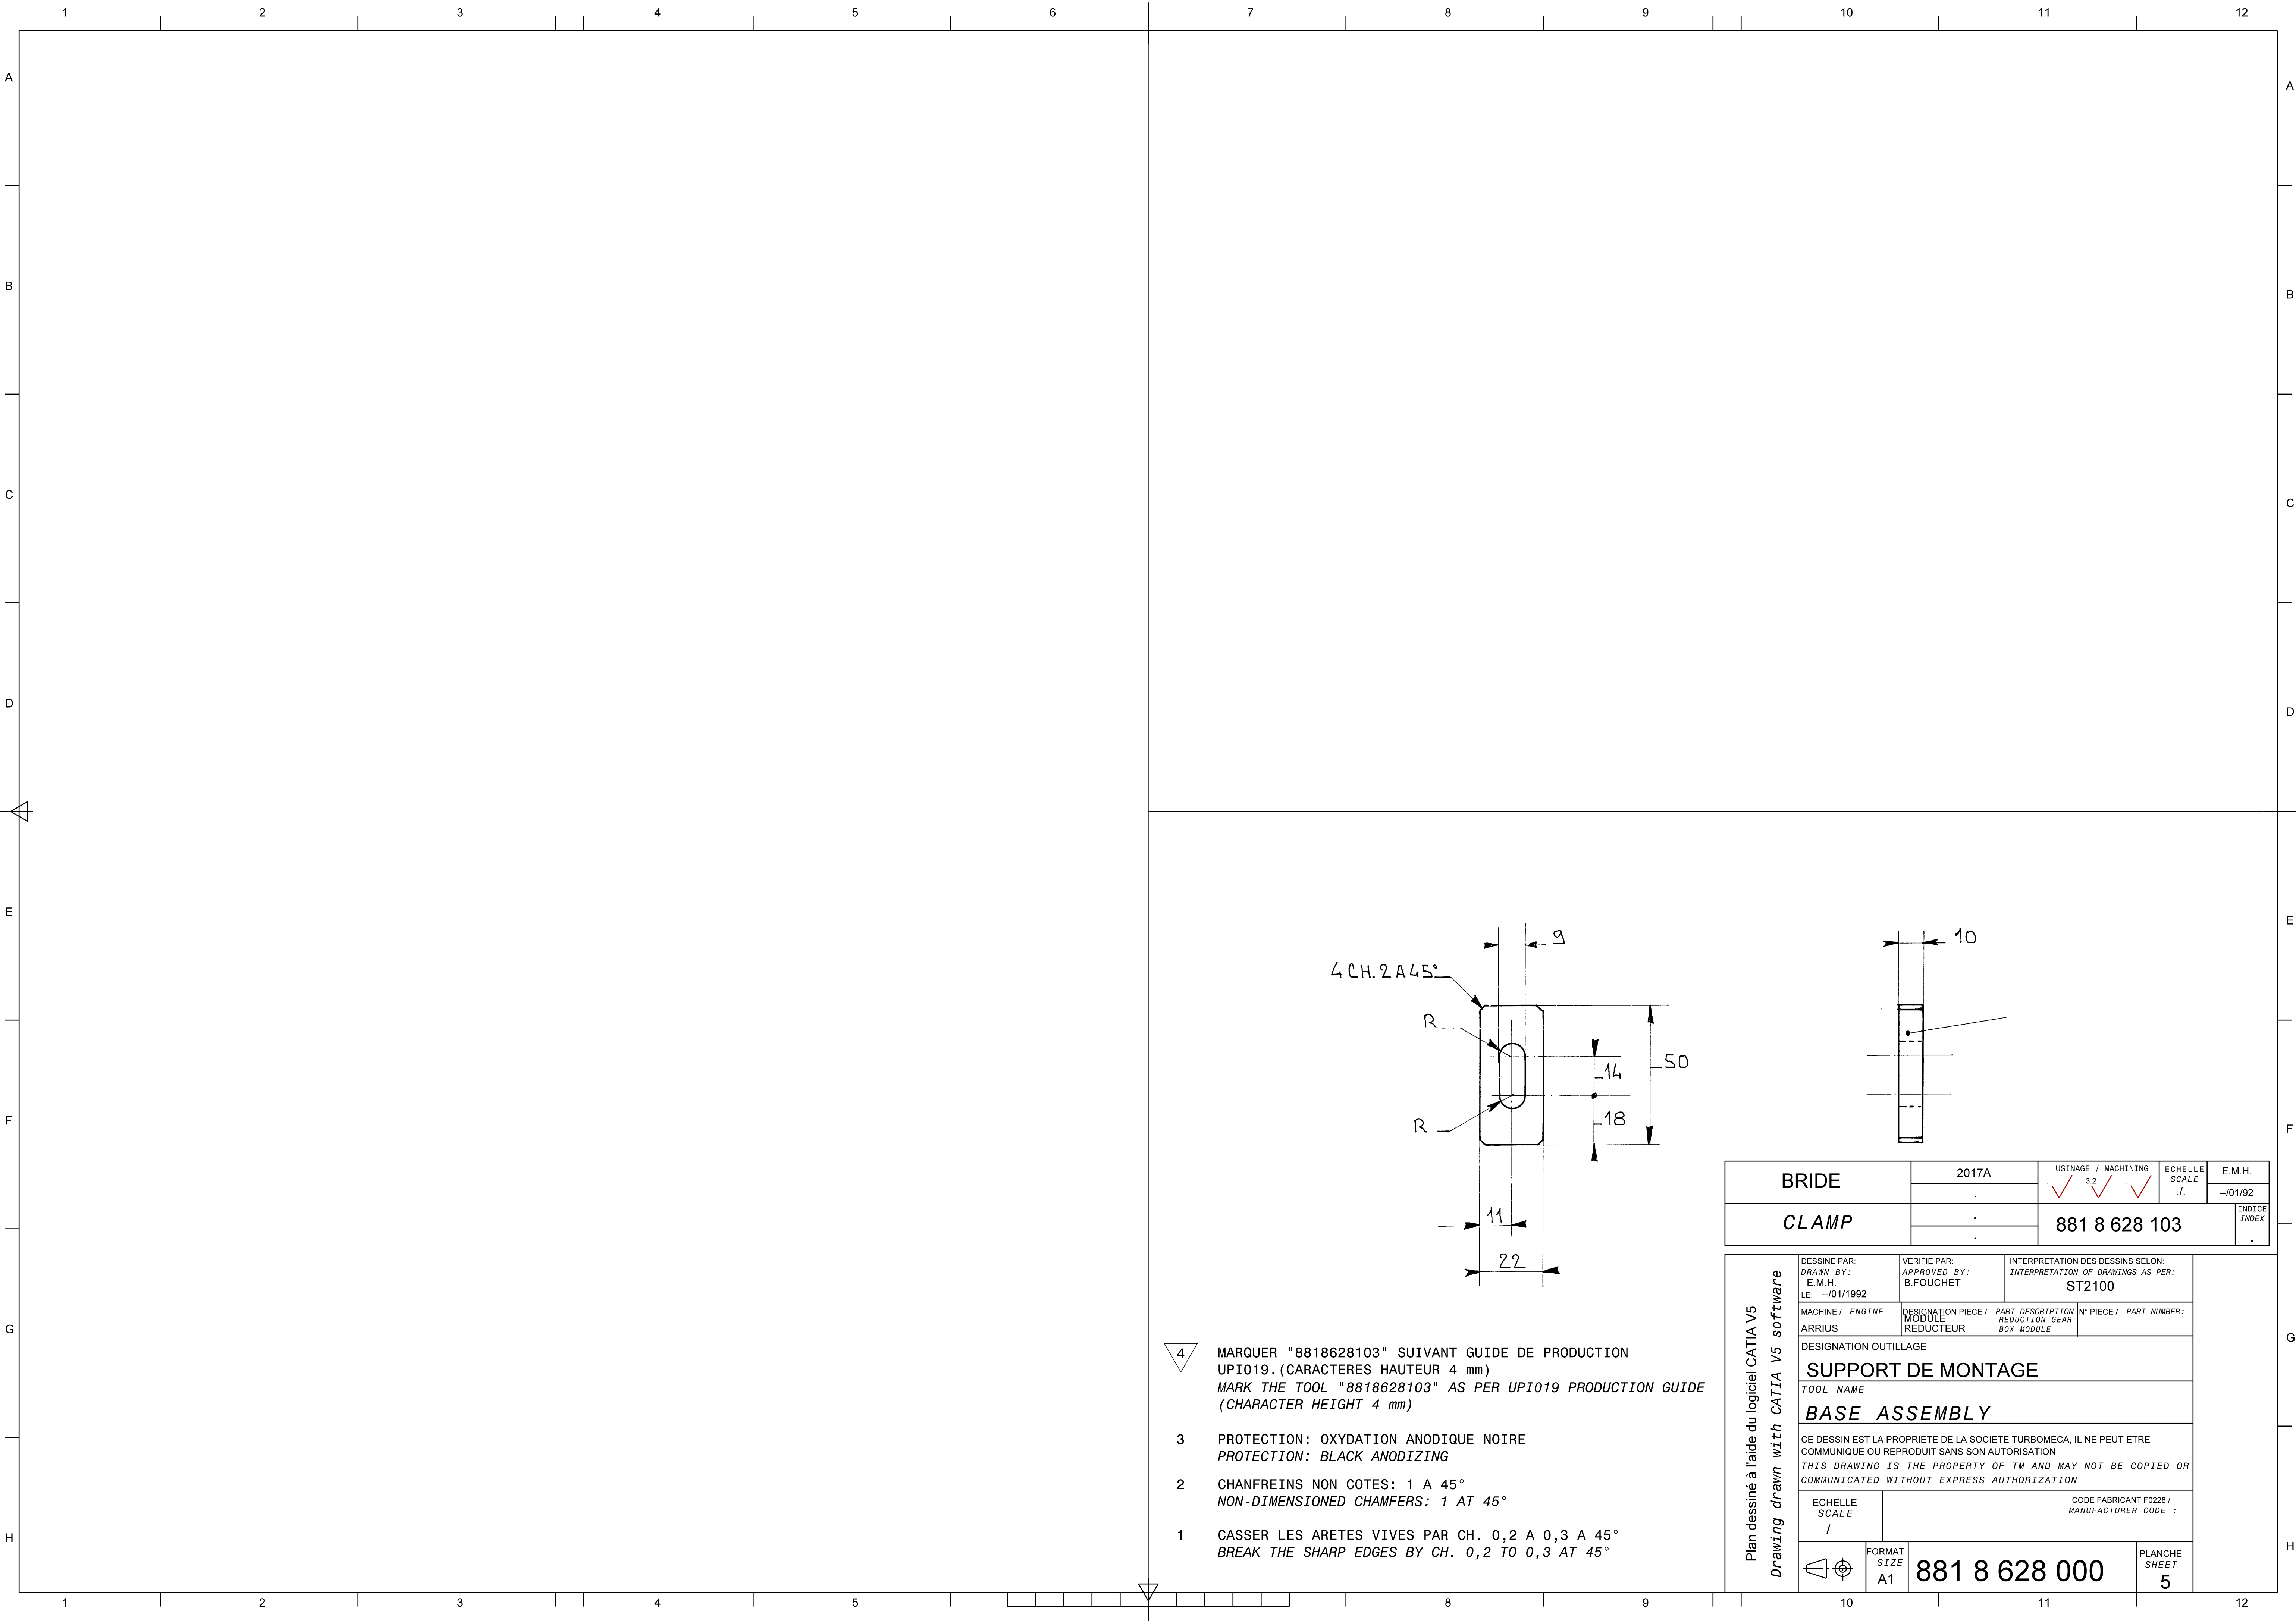 1 2 3 4 5 6 7 8 9 10 11 12
A A
B B
C C
D D
E E
F F
G G
H H
9
4 CH. 2 A 45°
R
R
14
18
50
11
22
10
4 MARQUER "8818628103" SUIVANT GUIDE DE PRODUCTION
UPI019.(CARACTERES HAUTEUR 4 mm)
MARK THE TOOL "8818628103" AS PER UPI019 PRODUCTION GUIDE
(CHARACTER HEIGHT 4 mm)
3 PROTECTION: OXYDATION ANODIQUE NOIRE
PROTECTION: BLACK ANODIZING
2 CHANFREINS NON COTES: 1 A 45°
NON-DIMENSIONED CHAMFERS: 1 AT 45°
1 CASSER LES ARETES VIVES PAR CH. 0,2 A 0,3 A 45°
BREAK THE SHARP EDGES BY CH. 0,2 TO 0,3 AT 45°
BRIDE
CLAMP
2017A
.
.
.
USINAGE / MACHINING
. 3.2 .
ECHELLE
SCALE
./.
E.M.H.
--/01/92
881 8 628 103
INDICE
INDEX
.
Plan dessiné à l'aide du logiciel CATIA V5
Drawing drawn with CATIA V5 software
DESSINE PAR:
DRAWN BY:
E.M.H.
LE: --/01/1992
VERIFIE PAR:
APPROVED BY:
B.FOUCHET
INTERPRETATION DES DESSINS SELON:
INTERPRETATION OF DRAWINGS AS PER:
ST2100
MACHINE / ENGINE
ARRIUS
DESIGNATION PIECE / PART DESCRIPTION
MODULE REDUCTION GEAR
REDUCTEUR BOX MODULE
N° PIECE / PART NUMBER:
DESIGNATION OUTILLAGE
SUPPORT DE MONTAGE
TOOL NAME
BASE ASSEMBLY
CE DESSIN EST LA PROPRIETE DE LA SOCIETE TURBOMECA, IL NE PEUT ETRE
COMMUNIQUE OU REPRODUIT SANS SON AUTORISATION
THIS DRAWING IS THE PROPERTY OF TM AND MAY NOT BE COPIED OR
COMMUNICATED WITHOUT EXPRESS AUTHORIZATION
ECHELLE
SCALE
/
CODE FABRICANT F0228 /
MANUFACTURER CODE :
FORMAT
SIZE
A1
881 8 628 000
PLANCHE
SHEET
5
1 2 3 4 5 8 9 10 11 12